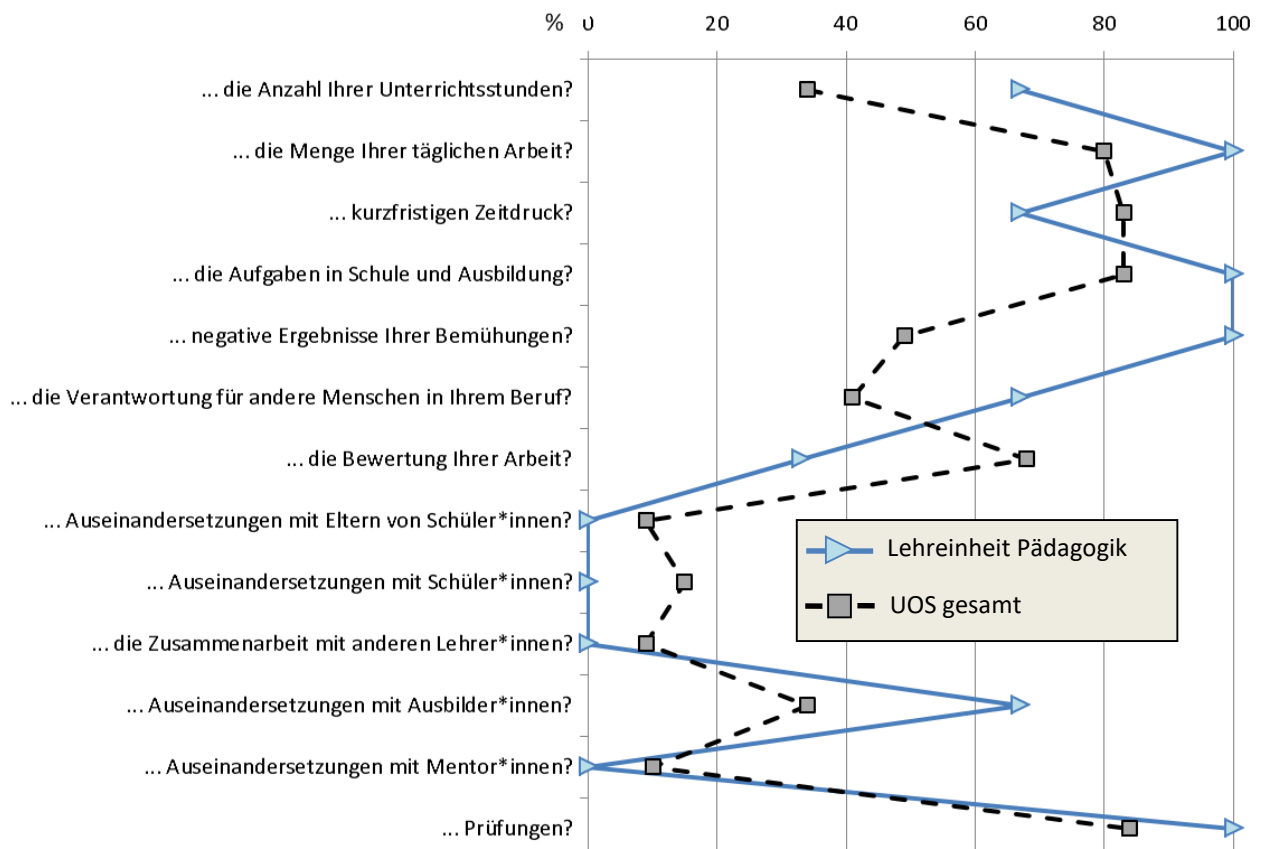 % 0 20 40 60 80 100
... die Anzahl Ihrer Unterrichtsstunden?
... die Menge Ihrer täglichen Arbeit?
... kurzfristigen Zeitdruck?
... die Aufgaben in Schule und Ausbildung?
... negative Ergebnisse Ihrer Bemühungen?
... die Verantwortung für andere Menschen in Ihrem Beruf?
... die Bewertung Ihrer Arbeit?
... Auseinandersetzungen mit Eltern von Schüler*innen?
... Auseinandersetzungen mit Schüler*innen?
... die Zusammenarbeit mit anderen Lehrer*innen?
... Auseinandersetzungen mit Ausbilder*innen?
... Auseinandersetzungen mit Mentor*innen?
... Prüfungen?
Lehreinheit Pädagogik
UOS gesamt